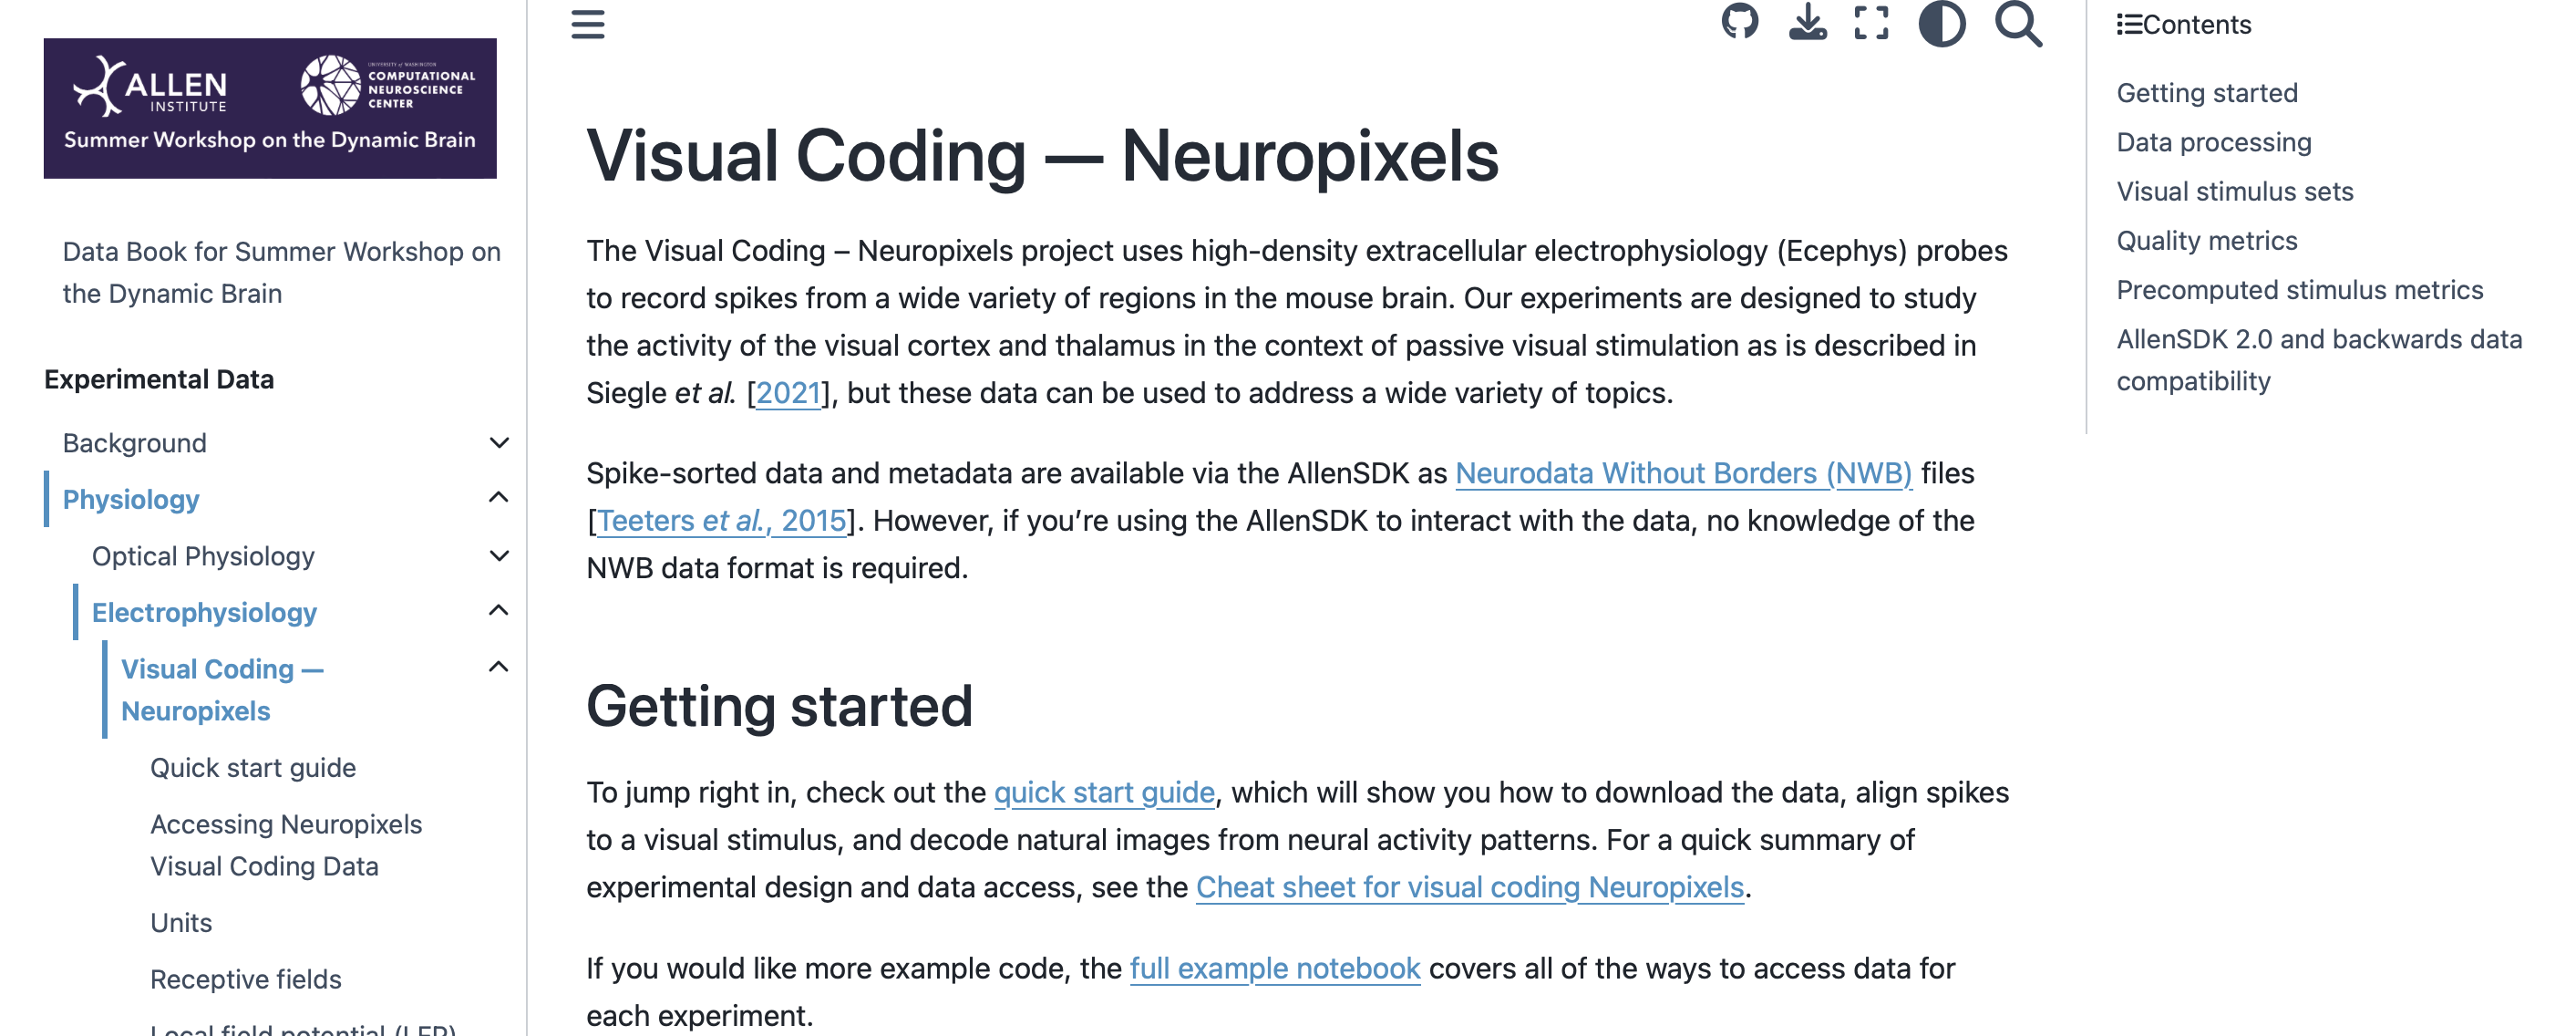 ALLEN
INSTITUTE
UNIVERSITY of WASHINGTON
COMPUTATIONAL
NEUROSCIENCE
CENTER
Summer Workshop on the Dynamic Brain
Data Book for Summer Workshop on
the Dynamic Brain
Experimental Data
Background
Physiology
Optical Physiology
Electrophysiology
Visual Coding —
Neuropixels
Quick start guide
Accessing Neuropixels
Visual Coding Data
Units
Receptive fields
Local field potential (LFP)
Visual Coding — Neuropixels
The Visual Coding – Neuropixels project uses high-density extracellular electrophysiology (Ecephys) probes
to record spikes from a wide variety of regions in the mouse brain. Our experiments are designed to study
the activity of the visual cortex and thalamus in the context of passive visual stimulation as is described in
Siegle et al. [2021], but these data can be used to address a wide variety of topics.
Spike-sorted data and metadata are available via the AllenSDK as Neurodata Without Borders (NWB) files
[Teeters et al., 2015]. However, if you’re using the AllenSDK to interact with the data, no knowledge of the
NWB data format is required.
Getting started
To jump right in, check out the quick start guide, which will show you how to download the data, align spikes
to a visual stimulus, and decode natural images from neural activity patterns. For a quick summary of
experimental design and data access, see the Cheat sheet for visual coding Neuropixels.
If you would like more example code, the full example notebook covers all of the ways to access data for
each experiment.
Contents
Getting started
Data processing
Visual stimulus sets
Quality metrics
Precomputed stimulus metrics
AllenSDK 2.0 and backwards data
compatibility